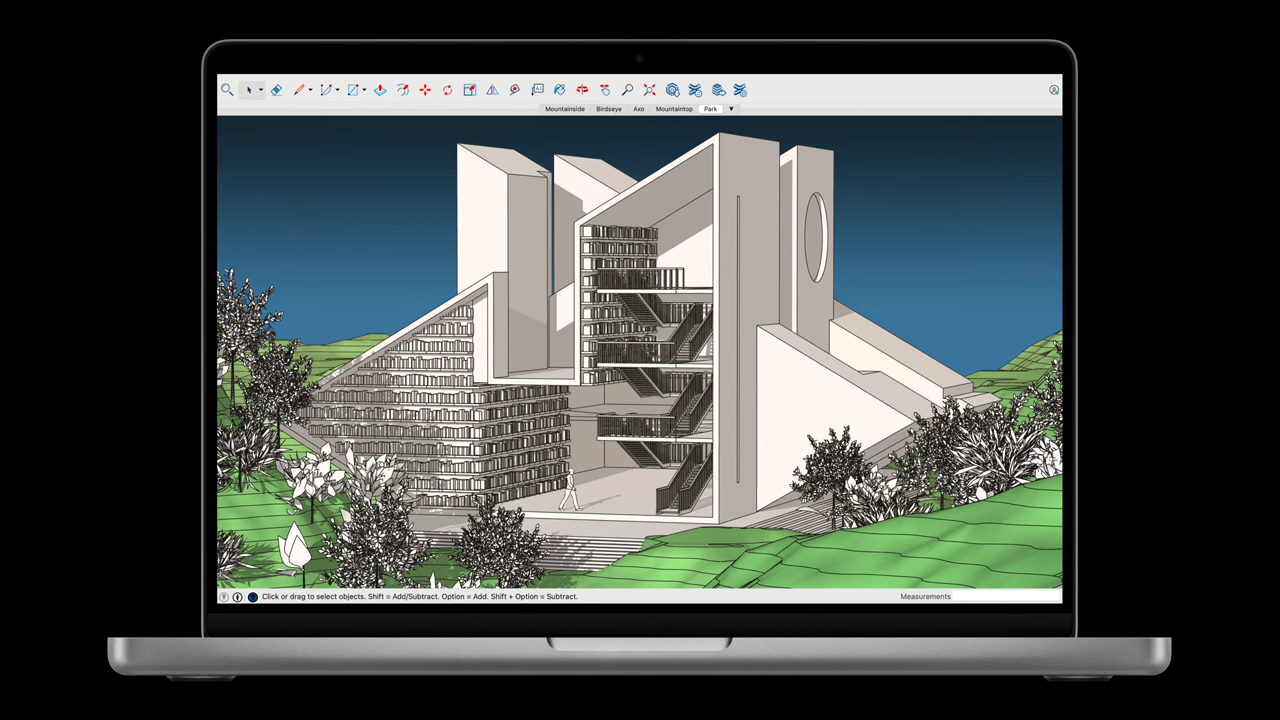 Mountainside Birdseye Axo Mountaintop Park
Click or drag to select objects. Shift = Add/Subtract. Option = Add. Shift + Option = Subtract.
Measurements